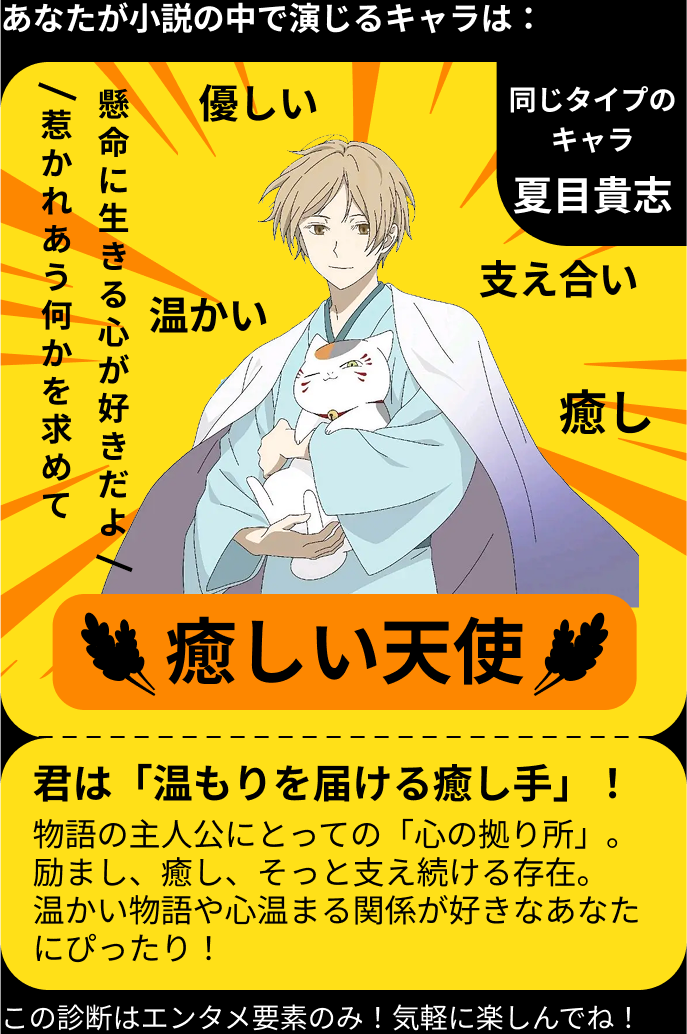 あなたが小説の中で演じるキャラは：
同じタイプの
キャラ
夏目貴志
\惹かれあう何かを求めて
懸命に生きる心が好きだよ/
優しい
温かい
支え合い
癒し
癒しい天使
君は「温もりを届ける癒し手」！
物語の主人公にとっての「心の拠り所」。
励まし、癒し、そっと支え続ける存在。
温かい物語や心温まる関係が好きなあなた
にぴったり！
この診断はエンタメ要素のみ！気軽に楽しんでね！